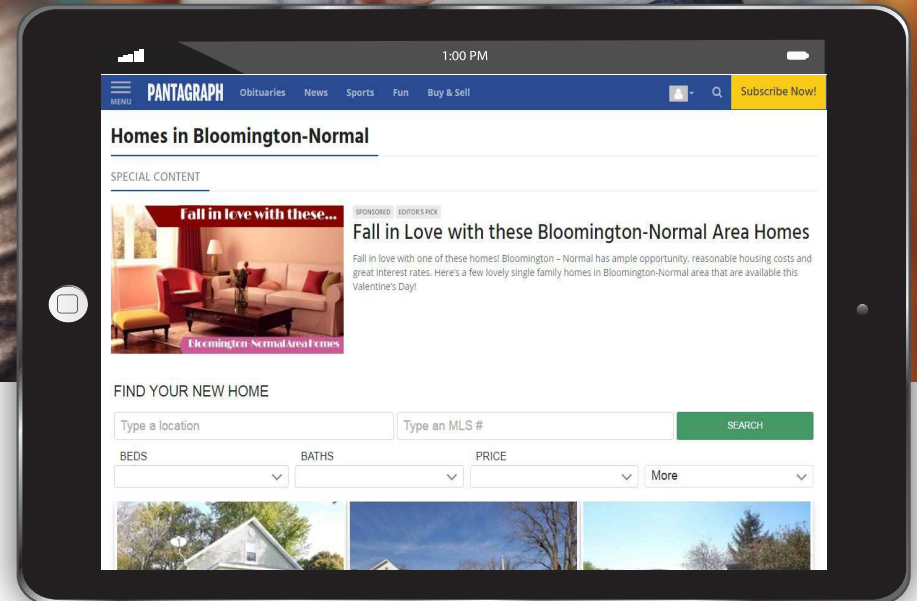 1:00 PM
MENU
PANTAGRAPH
Obituaries News Sports Fun Buy & Sell
Subscribe Now!
Homes in Bloomington-Normal
SPECIAL CONTENT
Fall in love with these...
Bloomington-Normal Area Homes
SPONSORED EDITOR'S PICK
Fall in Love with these Bloomington-Normal Area Homes
Fall in love with one of these homes! Bloomington – Normal has ample opportunity, reasonable housing costs and
great interest rates. Here's a few lovely single family homes in Bloomington-Normal area that are available this
Valentine's Day!
FIND YOUR NEW HOME
Type a location
Type an MLS #
SEARCH
BEDS BATHS PRICE
More